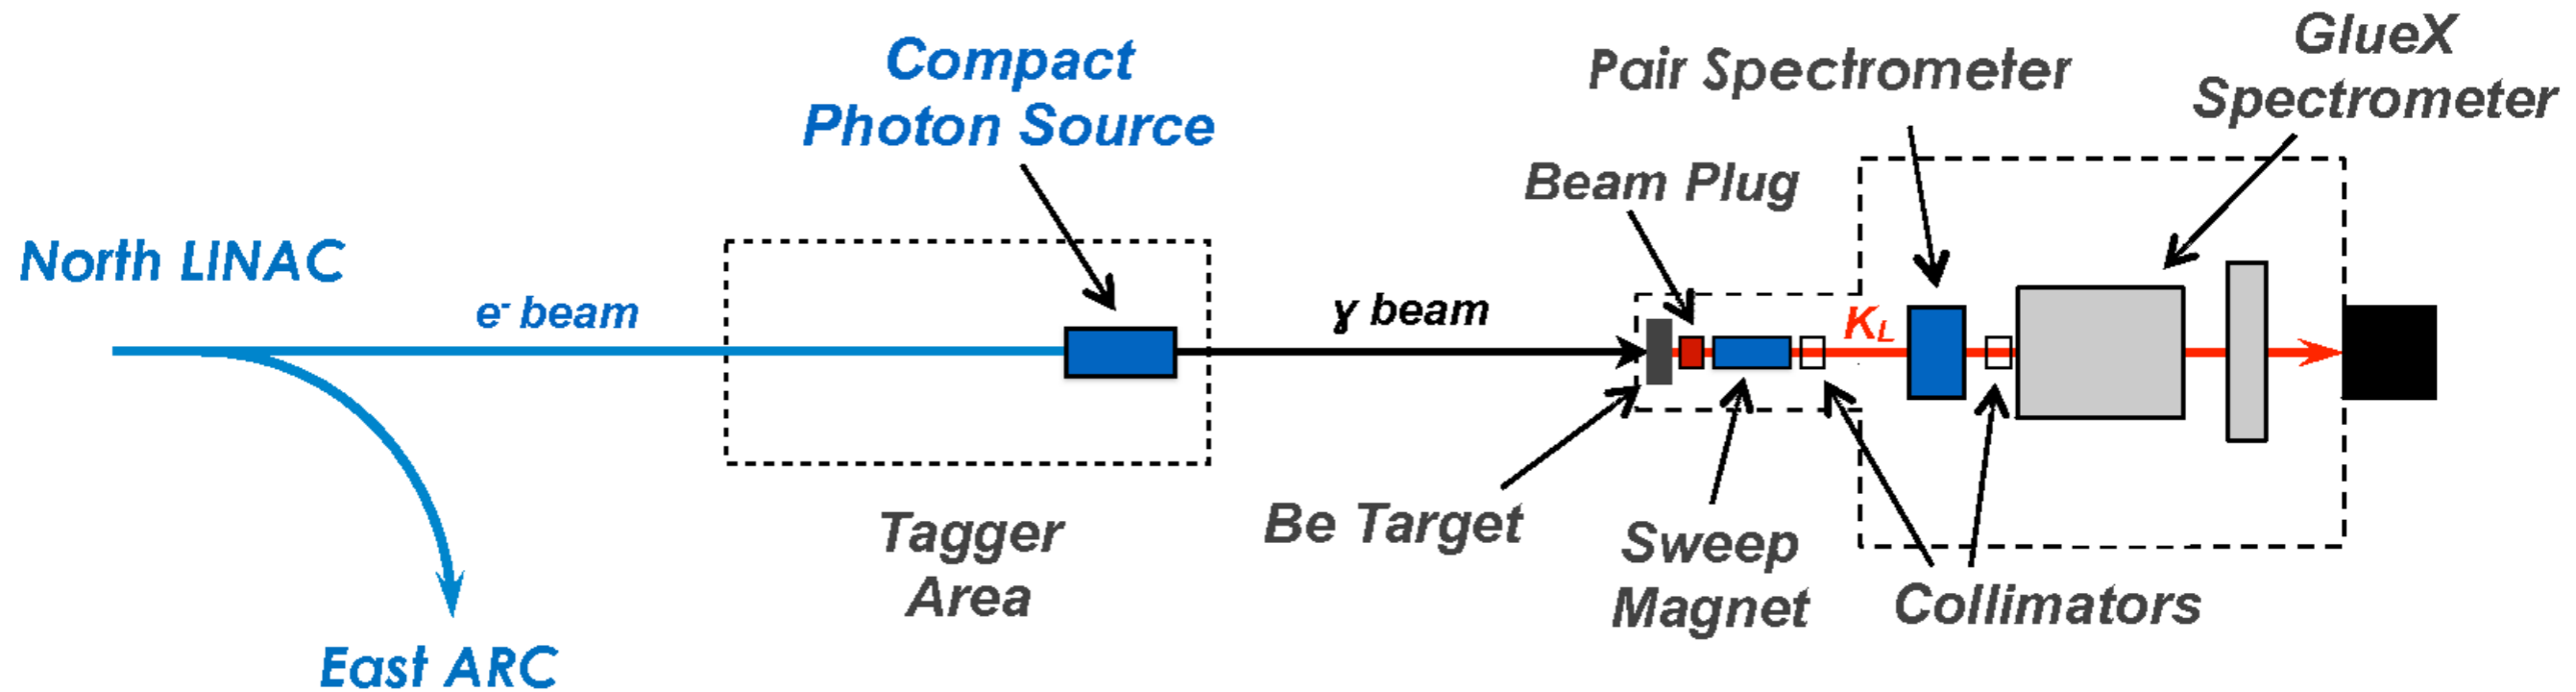 Compact
Photon Source
Pair Spectrometer
GlueX
Spectrometer
Beam Plug
North LINAC
e- beam
γ beam
KL
Be Target
Tagger
Area
Sweep
Magnet
Collimators
East ARC